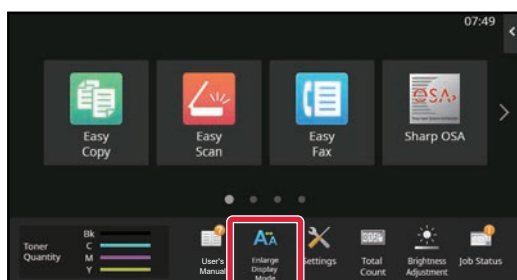 07:49
Easy
Copy
Easy
Scan
Easy
Fax
OSA
Sharp OSA
Toner
Quantity
Bk
C
M
Y
User's
Manual
Enlarge
Display
Mode
Settings
Total
Count
Brightness
Adjustment
Job Status